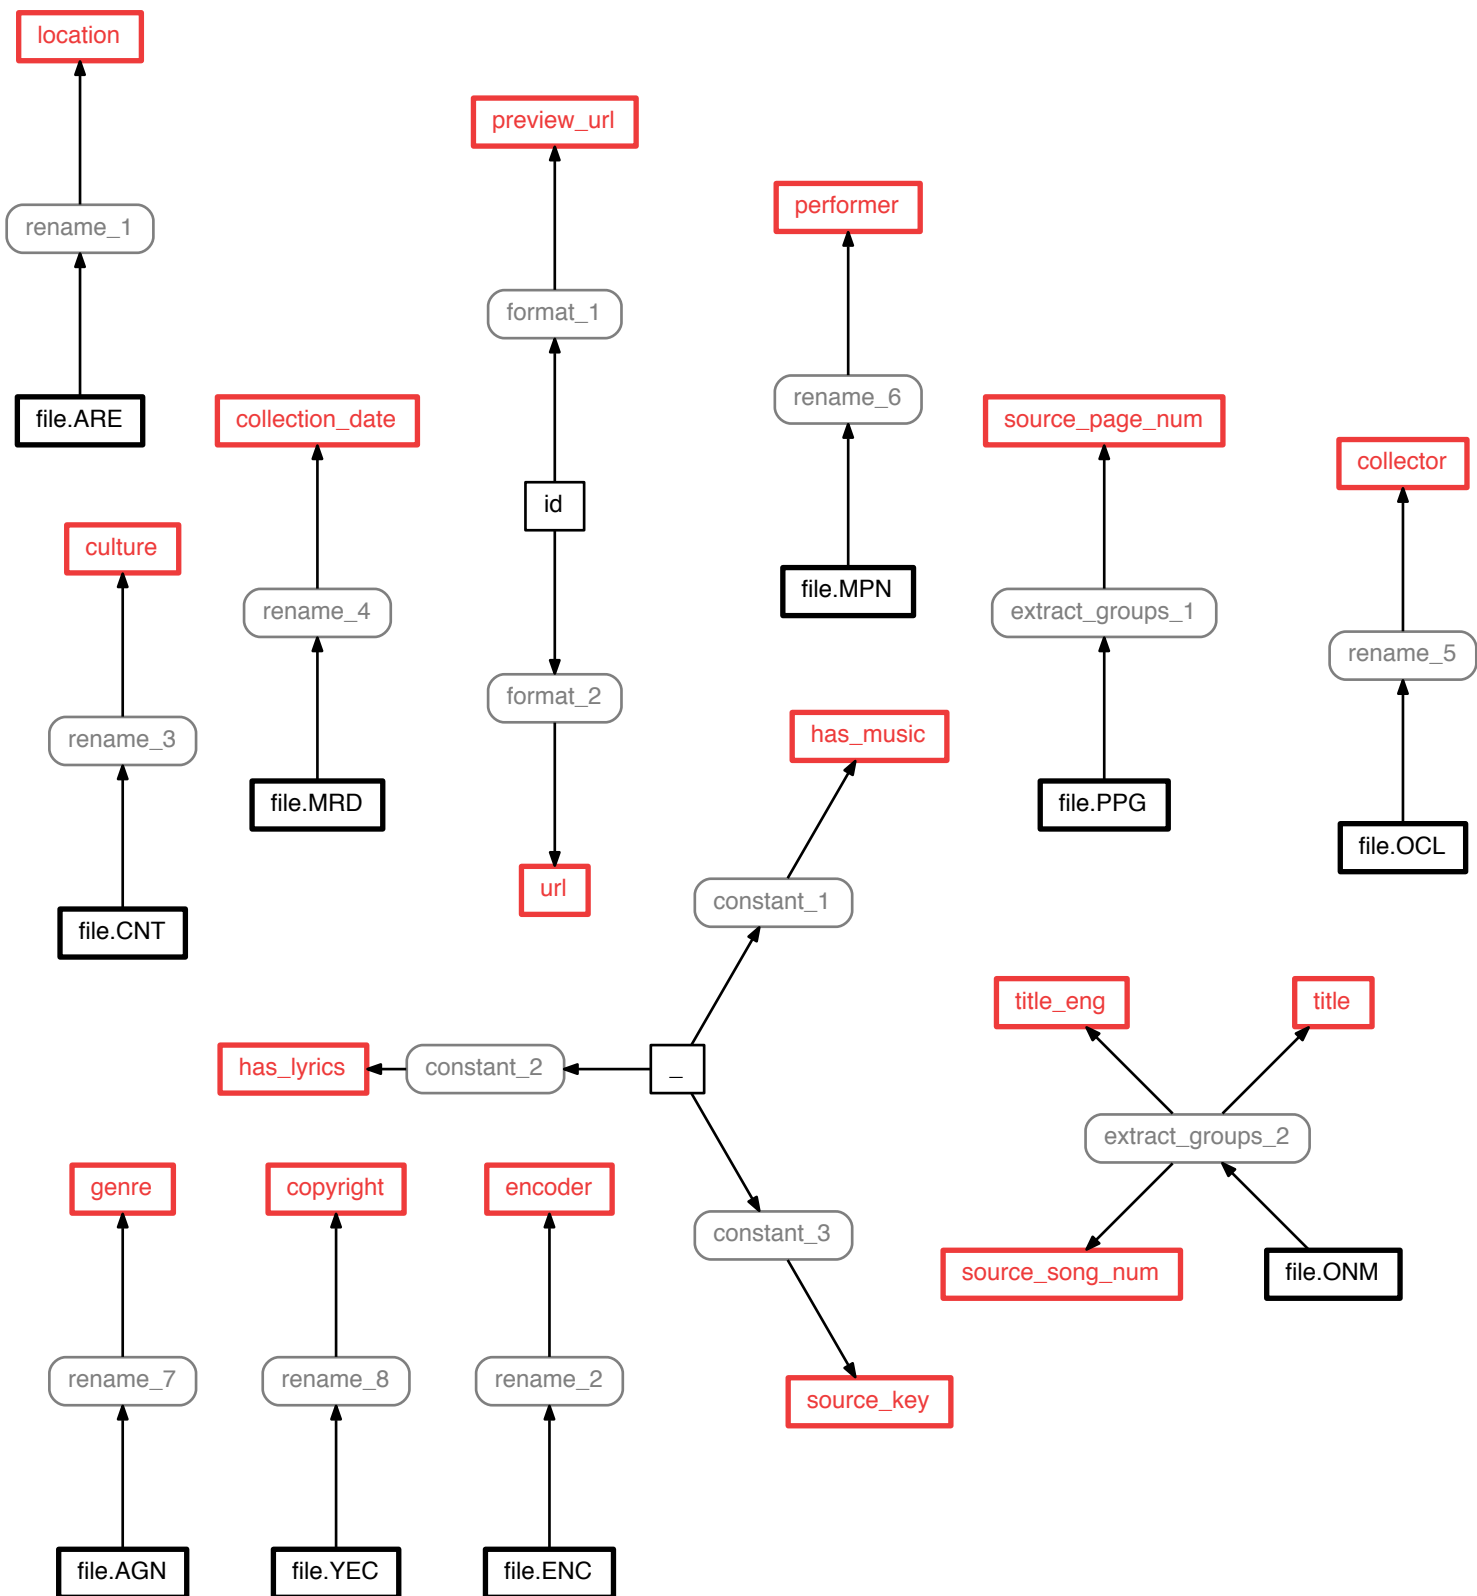 location
rename_1
file.ARE
preview_url
format_1
id
format_2
url
performer
rename_6
file.MPN
collection_date
rename_4
file.MRD
source_page_num
extract_groups_1
file.PPG
collector
rename_5
file.OCL
culture
rename_3
file.CNT
has_music
constant_1
has_lyrics
constant_2
_
constant_3
source_key
title_eng
title
extract_groups_2
source_song_num
file.ONM
genre
rename_7
file.AGN
copyright
rename_8
file.YEC
encoder
rename_2
file.ENC